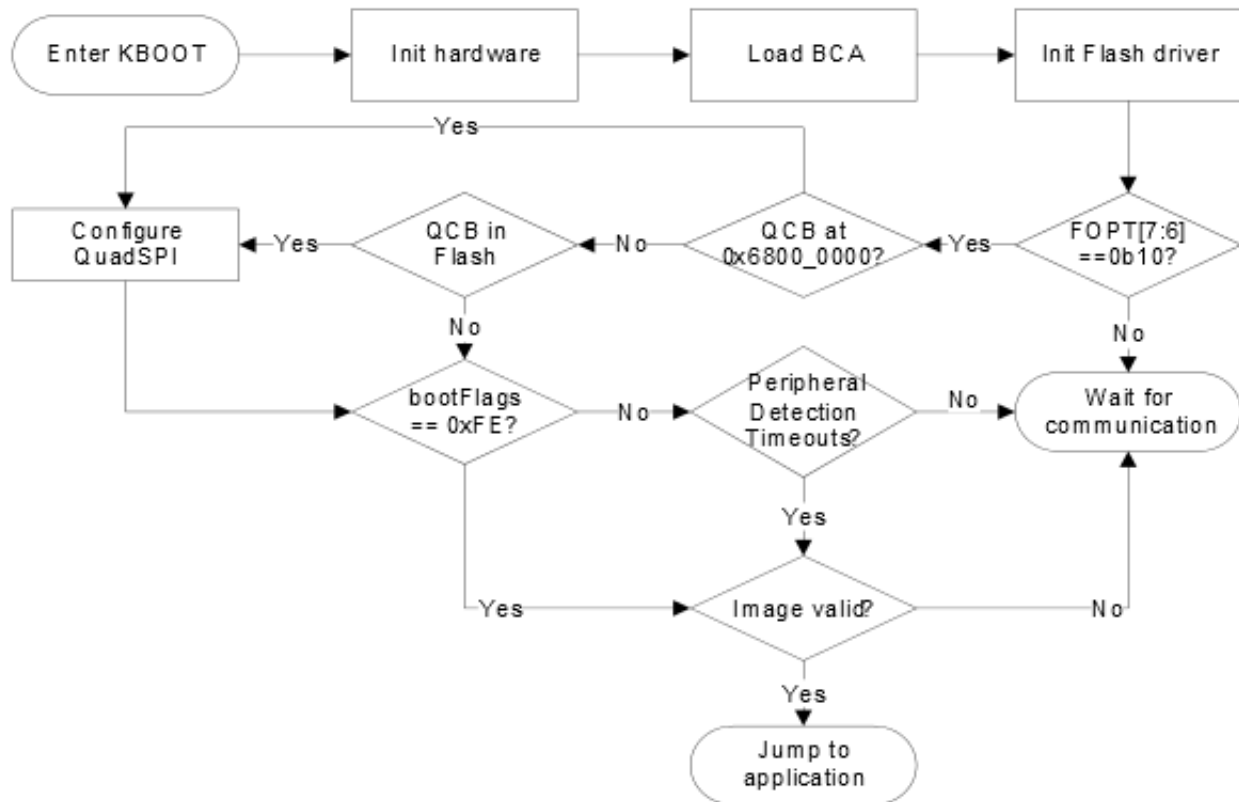 Enter KBOOT
Init hardware
Load BCA
Init Flash driver
Yes
Configure
QuadSPI
Yes
QCB in
Flash
No
QCB at
0x6800_0000?
Yes
FOPT[7:6]
==0b10?
No
No
bootFlags
== 0xFE?
No
Peripheral
Detection
Timeouts?
No
Wait for
communication
Yes
Yes
Image valid?
No
Yes
Jump to
application